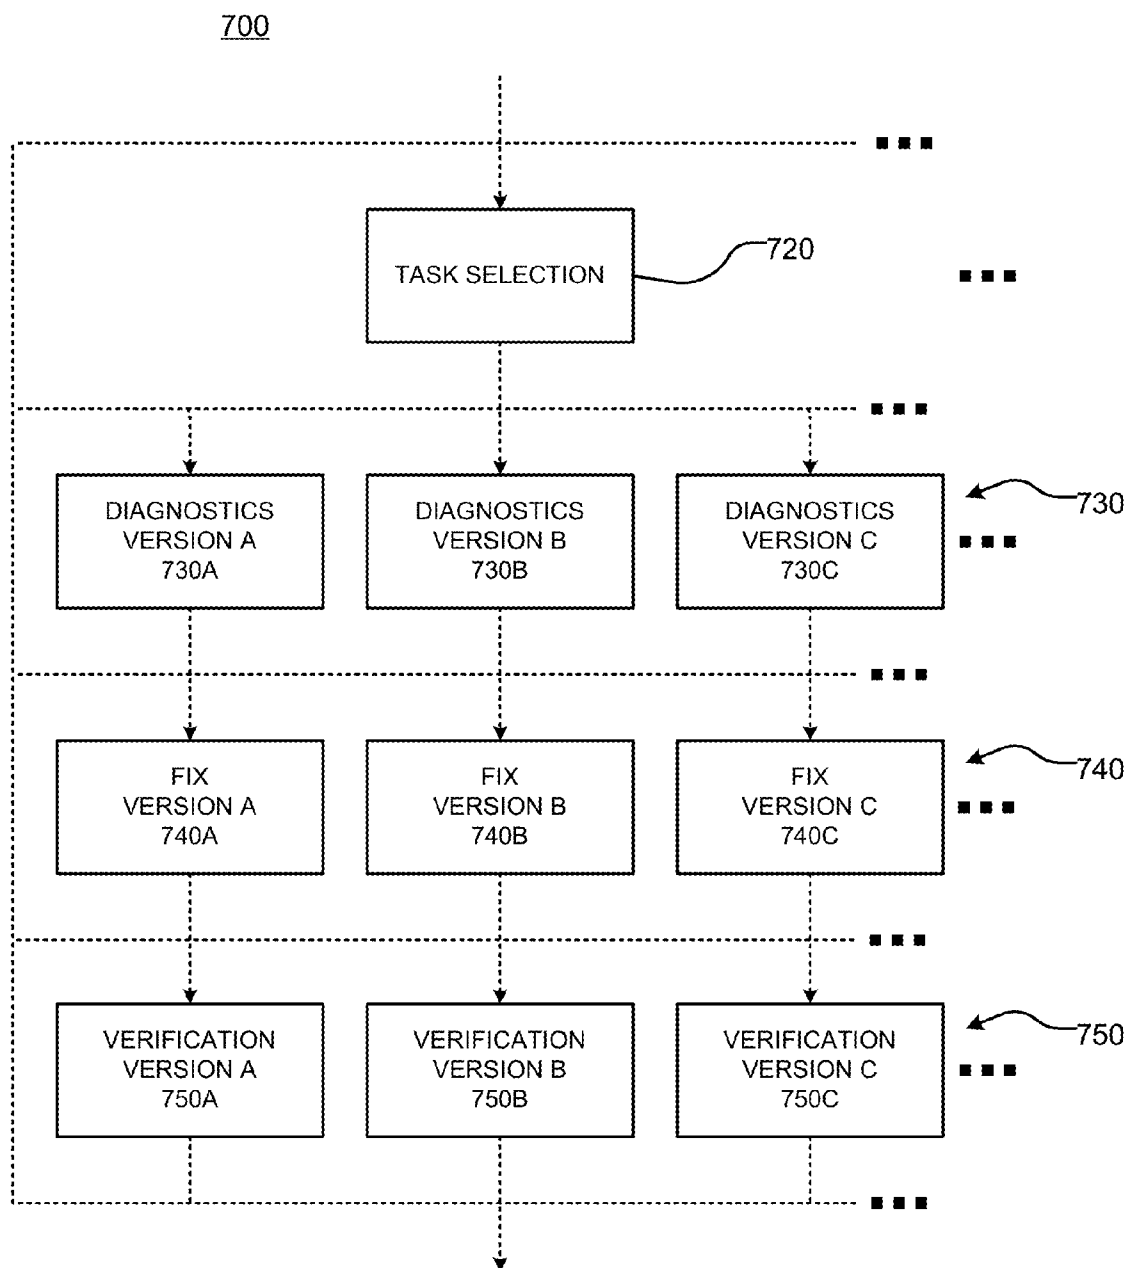 700
TASK SELECTION
720
DIAGNOSTICS
VERSION A
730A
DIAGNOSTICS
VERSION B
730B
DIAGNOSTICS
VERSION C
730C
730
FIX
VERSION A
740A
FIX
VERSION B
740B
FIX
VERSION C
740C
740
VERIFICATION
VERSION A
750A
VERIFICATION
VERSION B
750B
VERIFICATION
VERSION C
750C
750